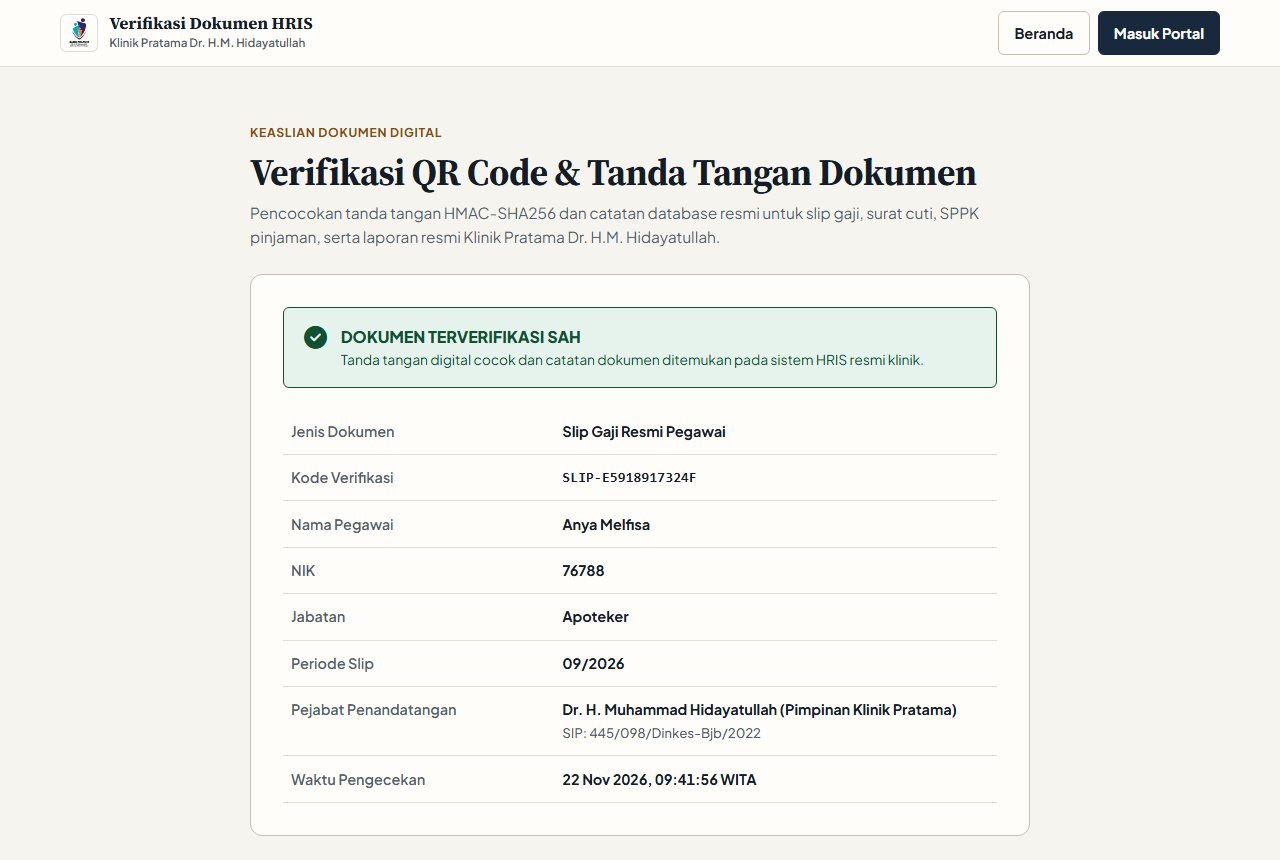 Verifikasi Dokumen HRIS
Klinik Pratama Dr. H.M. Hidayatullah
Beranda
Masuk Portal
KEASLIAN DOKUMEN DIGITAL
Verifikasi QR Code & Tanda Tangan Dokumen
Pencocokan tanda tangan HMAC-SHA256 dan catatan database resmi untuk slip gaji, surat cuti, SPPK
pinjaman, serta laporan resmi Klinik Pratama Dr. H.M. Hidayatullah.
DOKUMEN TERVERIFIKASI SAH
Tanda tangan digital cocok dan catatan dokumen ditemukan pada sistem HRIS resmi klinik.
Jenis Dokumen Slip Gaji Resmi Pegawai
Kode Verifikasi SLIP-E5918917324F
Nama Pegawai Anya Melfisa
NIK 76788
Jabatan Apoteker
Periode Slip 09/2026
Pejabat Penandatangan Dr. H. Muhammad Hidayatullah (Pimpinan Klinik Pratama)
SIP: 445/098/Dinkes-Bjb/2022
Waktu Pengecekan 22 Nov 2026, 09:41:56 WITA